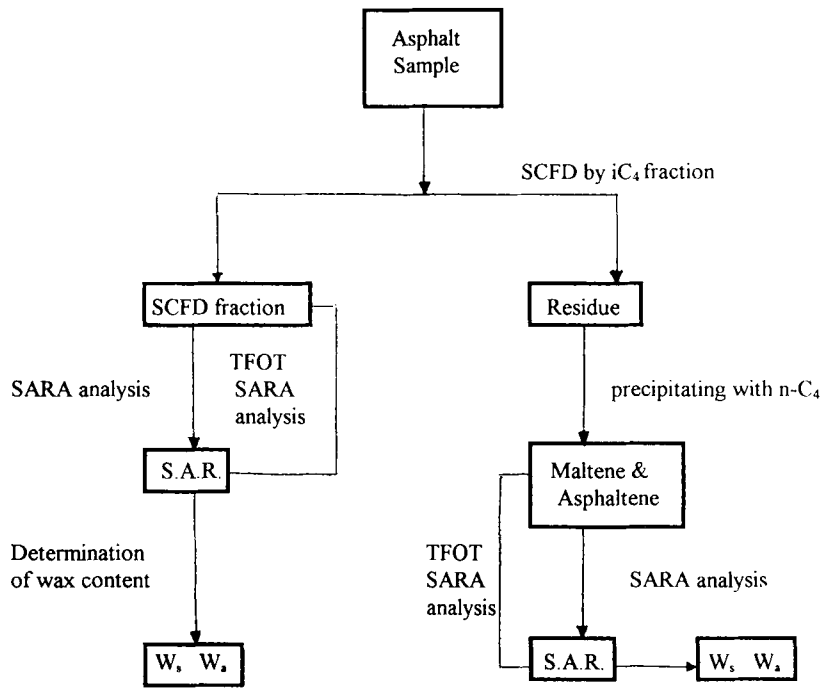 Asphalt
Sample
SCFD by iC₄ fraction
SCFD fraction
Residue
SARA analysis
TFOT
SARA
analysis
precipitating with n-C₄
S.A.R.
Maltene &
Asphaltene
Determination
of wax content
TFOT
SARA
analysis
SARA analysis
Wₛ Wₐ
S.A.R.
Wₛ Wₐ